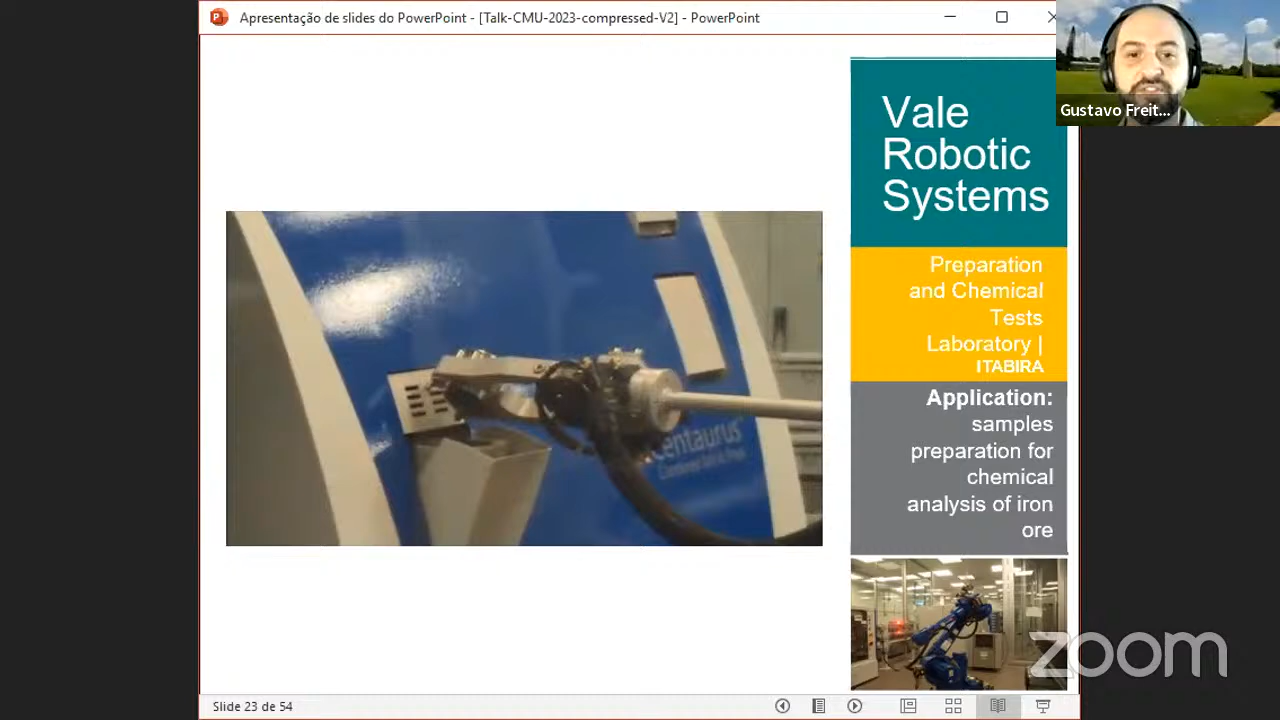 Apresentação de slides do PowerPoint - [Talk-CMU-2023-compressed-V2] - PowerPoint
Gustavo Freit...
Vale
Robotic
Systems
Preparation
and Chemical
Tests
Laboratory |
ITABIRA
Application:
samples
preparation for
chemical
analysis of iron
ore
entaurus
zoom
Slide 23 de 54